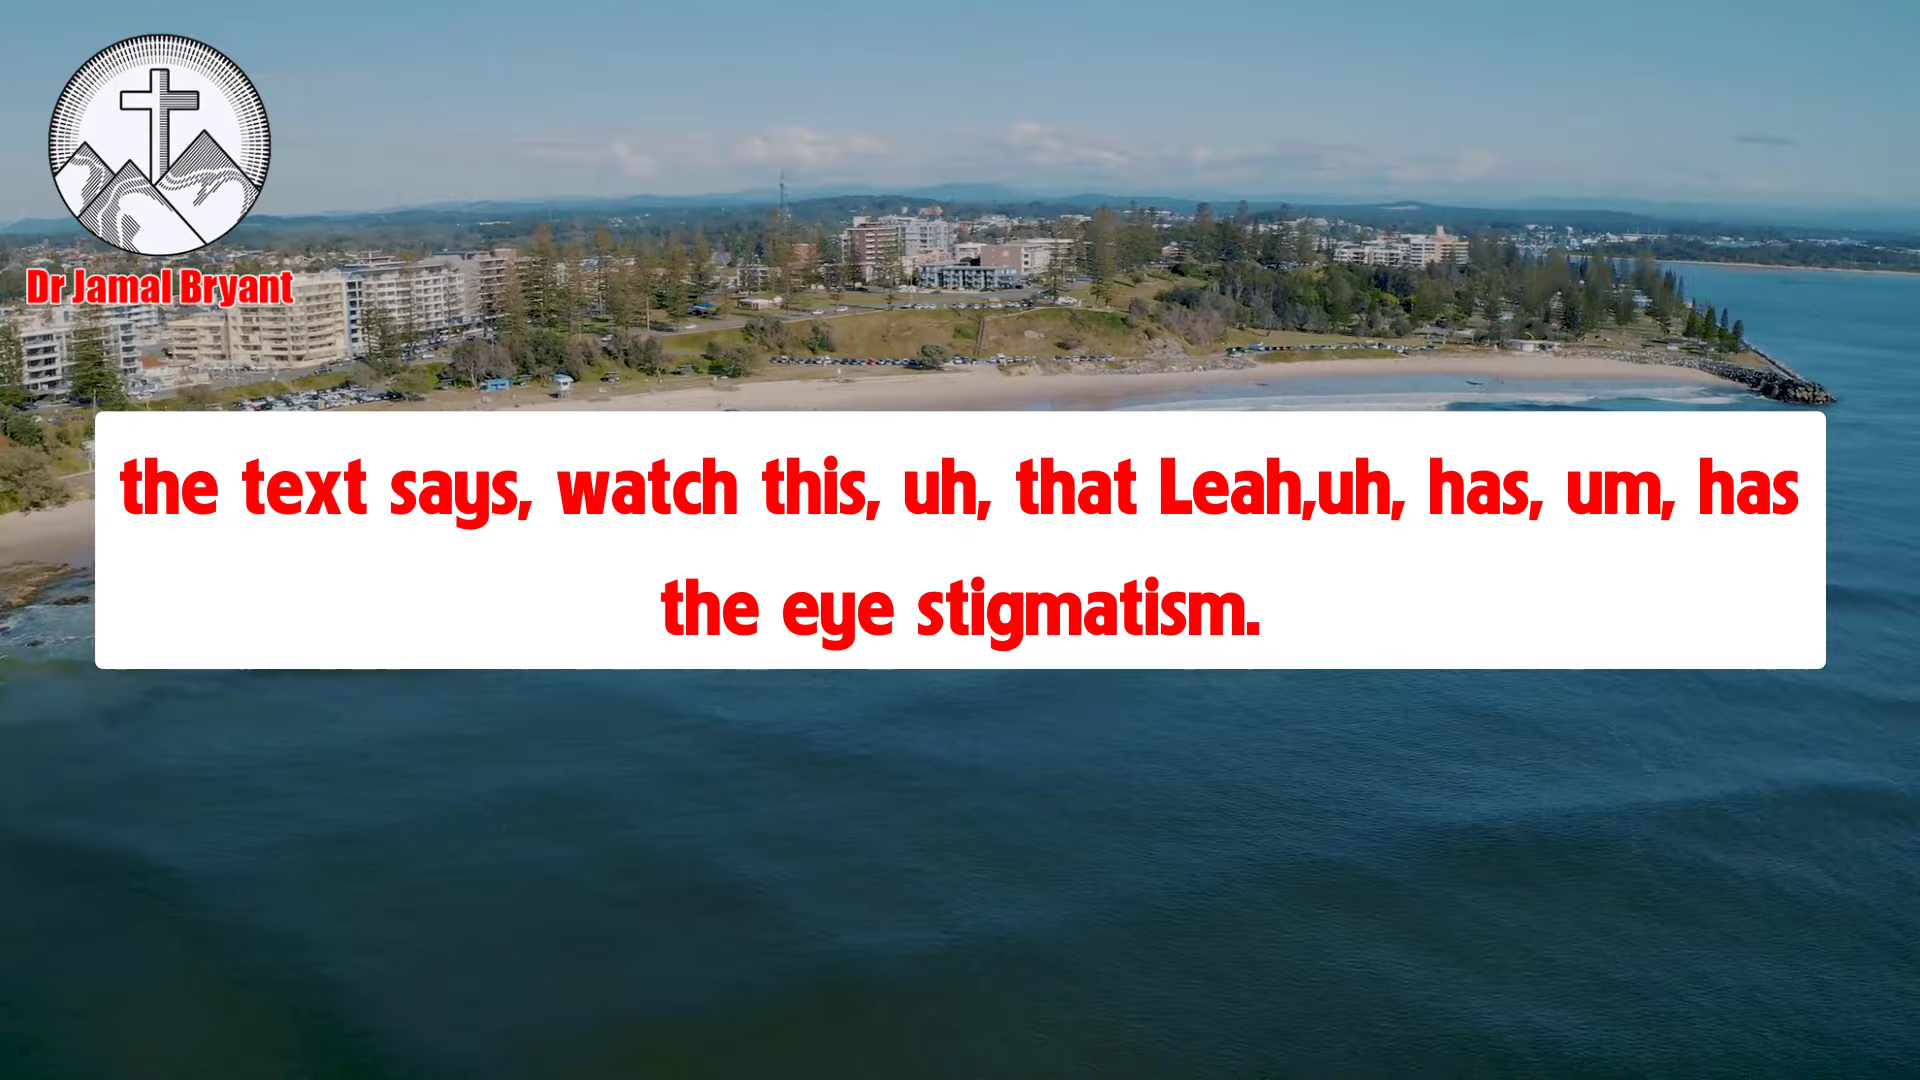 Dr Jamal Bryant
the text says, watch this, uh, that Leah,uh, has, um, has
the eye stigmatism.